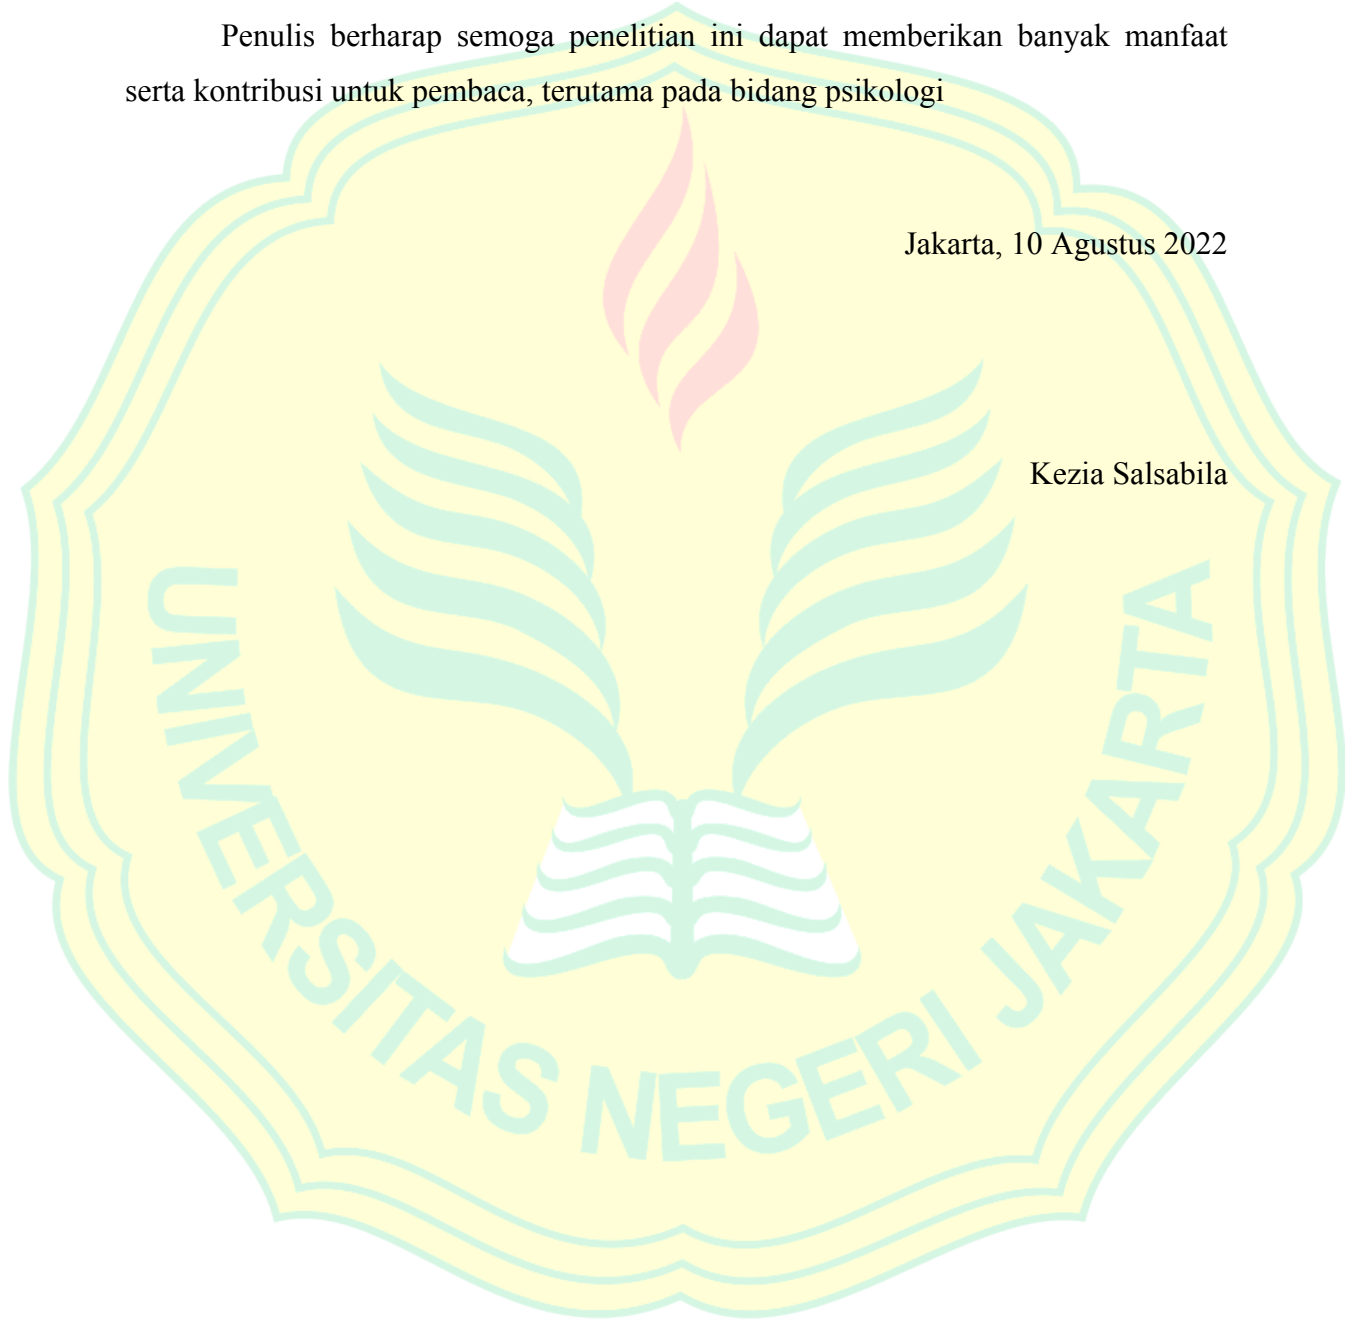 Penulis berharap semoga penelitian ini dapat memberikan banyak manfaat
serta kontribusi untuk pembaca, terutama pada bidang psikologi
Jakarta, 10 Agustus 2022
Kezia Salsabila
UNIVERSITAS NEGERI JAKARTA